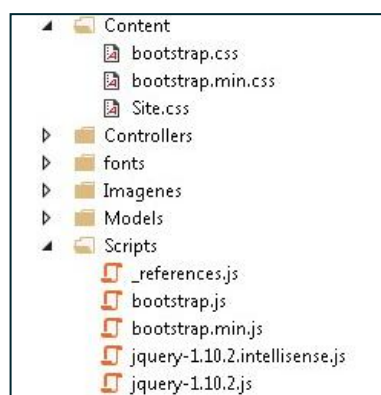 Content
bootstrap.css
bootstrap.min.css
Site.css
Controllers
fonts
Imagenes
Models
Scripts
_references.js
bootstrap.js
bootstrap.min.js
jquery-1.10.2.intellisense.js
jquery-1.10.2.js